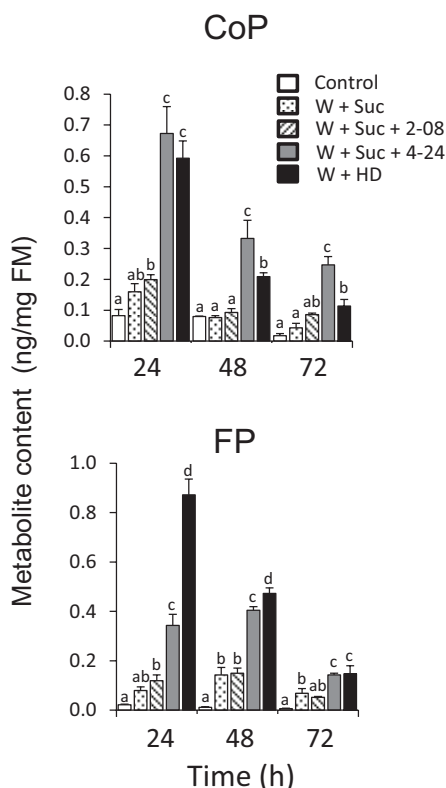 CoP
Control
W + Suc
W + Suc + 2-08
W + Suc + 4-24
W + HD
Metabolite content (ng/mg FM)
0.8
0.7
0.6
0.5
0.4
0.3
0.2
0.1
0
a ab b c c
a a a c b
a a ab c b
24 48 72
FP
1.0
0.8
0.6
0.4
0.2
0.0
a ab b c d
a b b c d
a b ab c c
24 48 72
Time (h)